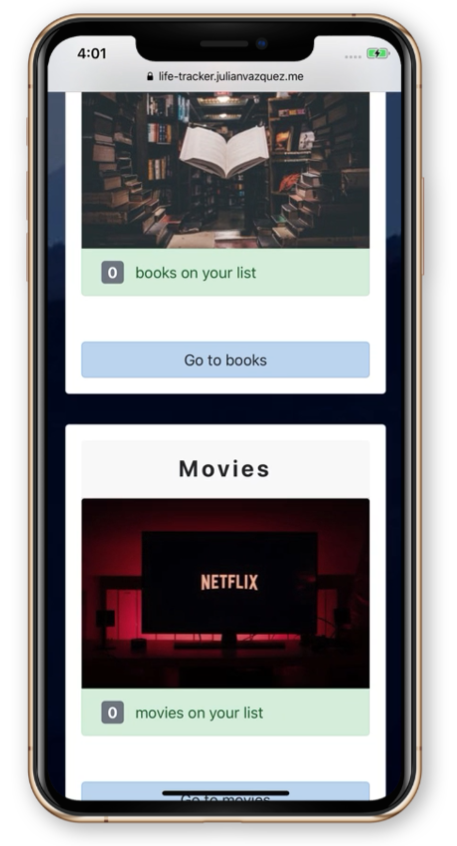 4:01
life-tracker.julianvazquez.me
0 books on your list
Go to books
Movies
NETFLIX
0 movies on your list
Go to movies